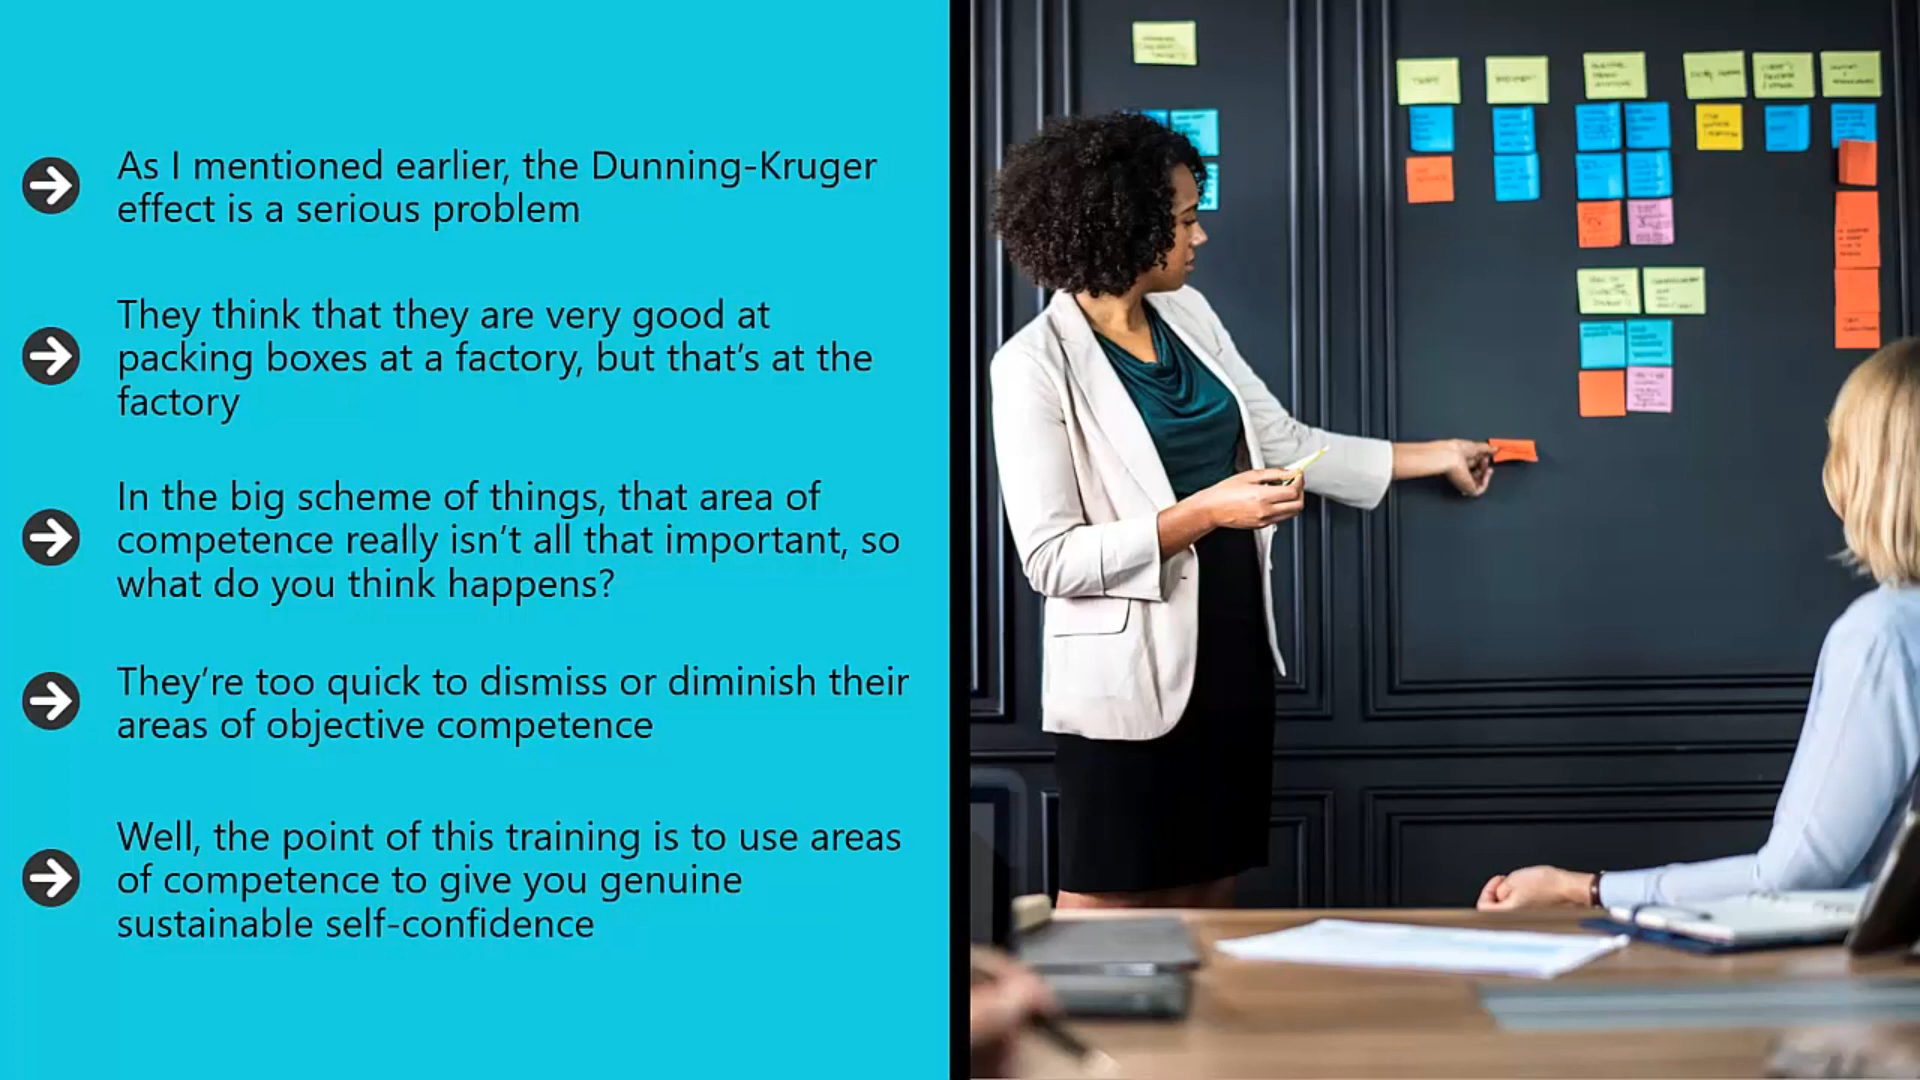 As I mentioned earlier, the Dunning-Kruger
effect is a serious problem
They think that they are very good at
packing boxes at a factory, but that's at the
factory
In the big scheme of things, that area of
competence really isn't all that important, so
what do you think happens?
They're too quick to dismiss or diminish their
areas of objective competence
Well, the point of this training is to use areas
of competence to give you genuine
sustainable self-confidence